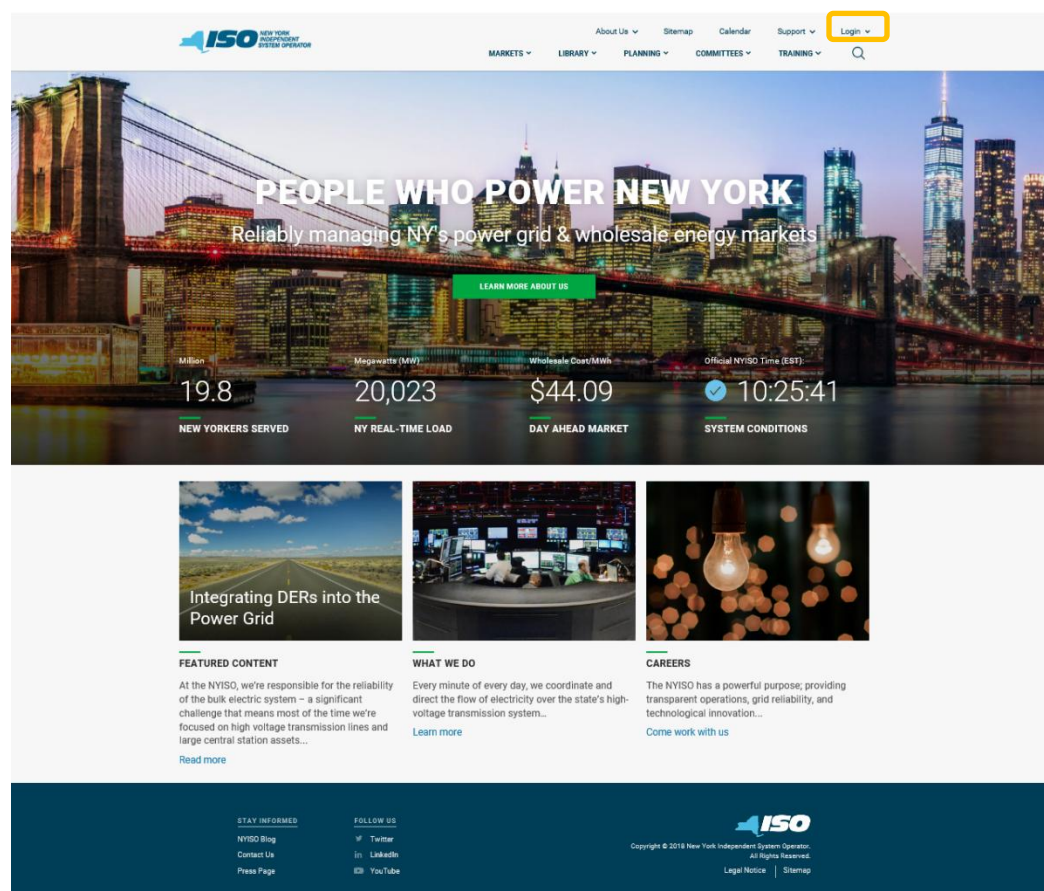 ISO NEW YORK
INDEPENDENT
SYSTEM OPERATOR
About Us Sitemap Calendar Support Login
MARKETS LIBRARY PLANNING COMMITTEES TRAINING
PEOPLE WHO POWER NEW YORK
Reliably managing NY's power grid & wholesale energy markets
LEARN MORE ABOUT US
Million
19.8
NEW YORKERS SERVED
Megawatts (MW)
20,023
NY REAL-TIME LOAD
Wholesale Cost/MWh
$44.09
DAY AHEAD MARKET
Official NYISO Time (EST):
10:25:41
SYSTEM CONDITIONS
Integrating DERs into the
Power Grid
FEATURED CONTENT
At the NYISO, we're responsible for the reliability
of the bulk electric system – a significant
challenge that means most of the time we're
focused on high voltage transmission lines and
large central station assets...
Read more
WHAT WE DO
Every minute of every day, we coordinate and
direct the flow of electricity over the state's high-
voltage transmission system...
Learn more
CAREERS
The NYISO has a powerful purpose; providing
transparent operations, grid reliability, and
technological innovation...
Come work with us
STAY INFORMED
NYISO Blog
Contact Us
Press Page
FOLLOW US
Twitter
in LinkedIn
YouTube
ISO
Copyright © 2018 New York Independent System Operator.
All Rights Reserved.
Legal Notice | Sitemap